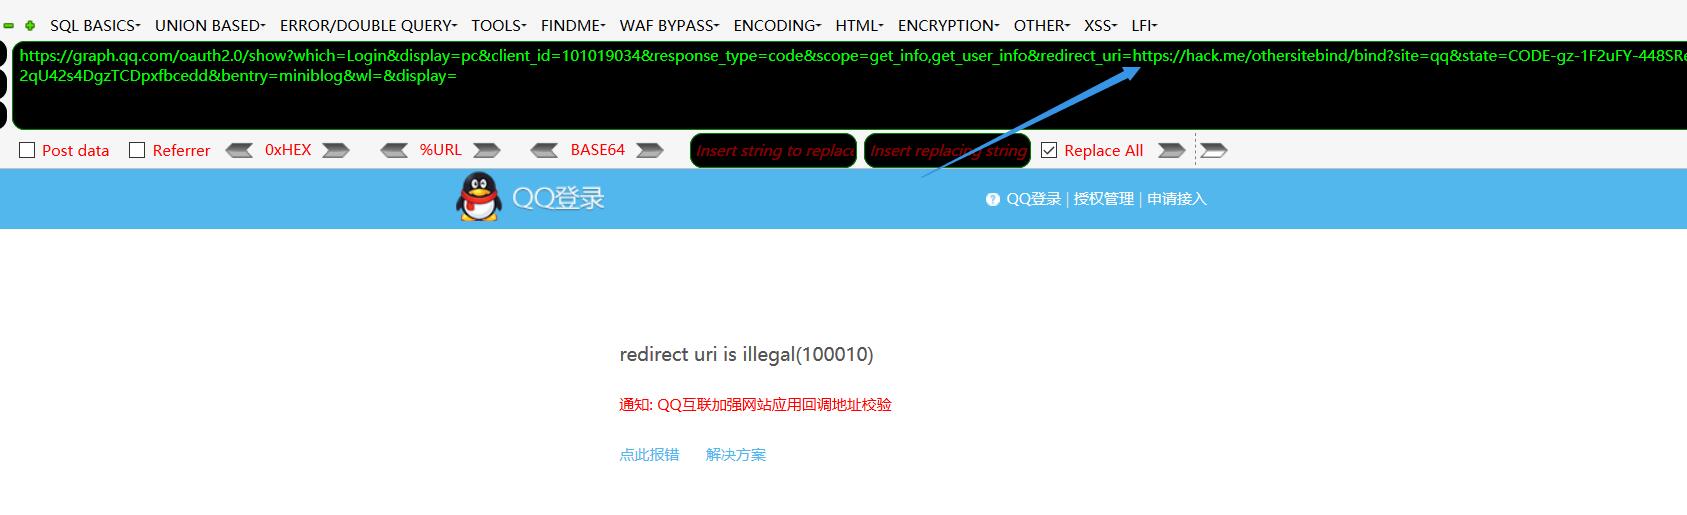 SQL BASICS UNION BASED ERROR/DOUBLE QUERY TOOLS FINDME WAF BYPASS ENCODING HTML ENCRYPTION OTHER XSS LFI
https://graph.qq.com/oauth2.0/show?which=Login&display=pc&client_id=101019034&response_type=code&scope=get_info,get_user_info&redirect_uri=https://hack.me/othersitebind/bind?site=qq&state=CODE-gz-1F2uFY-448SRe
2qU42s4DgzTCDpxfbcedd&bentry=miniblog&wl=&display=
Post data Referrer 0xHEX %URL BASE64 Insert string to replace Insert replacing string Replace All
QQ登录 QQ登录 | 授权管理 | 申请接入
redirect uri is illegal(100010)
通知: QQ互联加强网站应用回调地址校验
点此报错 解决方案